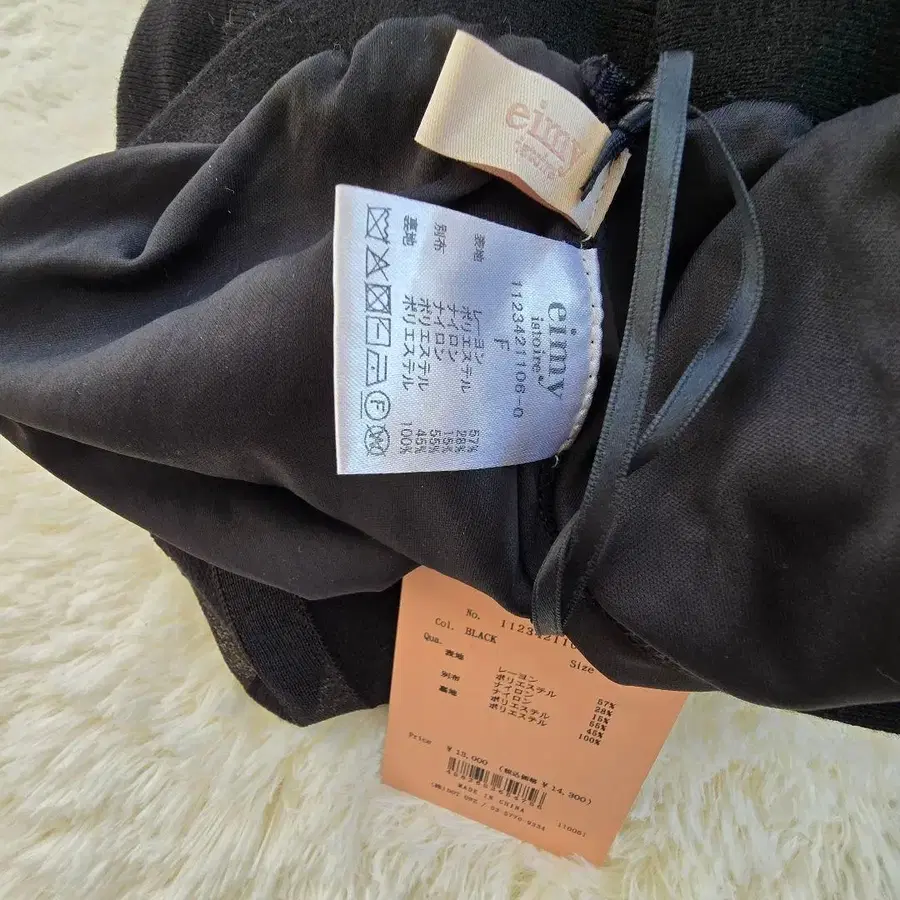 eimy
istoire
eimy
istoire
1123421106-0
F
表地 レーヨン 57%
ポリエステル 28%
ナイロン 15%
別布 ナイロン 55%
ポリエステル 45%
裏地 ポリエステル 100%
No. 11234211
Col. BLACK
Qua. Size
表地 レーヨン 57%
ポリエステル 28%
ナイロン 15%
別布 ナイロン 55%
ポリエステル 45%
裏地 ポリエステル 100%
Price ¥13,000 (税込価格 ¥14,300)
MADE IN CHINA